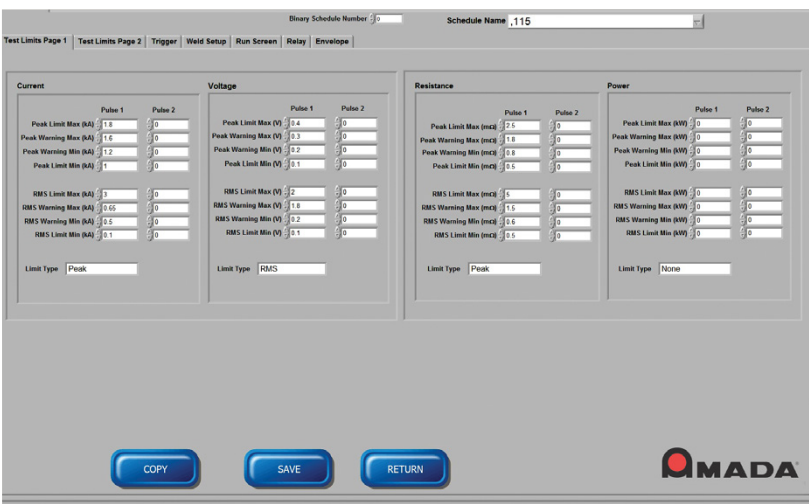 Binary Schedule Number 0 Schedule Name ,115
Test Limits Page 1 Test Limits Page 2 Trigger Weld Setup Run Screen Relay Envelope
Current
Pulse 1 Pulse 2
Peak Limit Max (kA) 1.8 0
Peak Warning Max (kA) 1.6 0
Peak Warning Min (kA) 1.2 0
Peak Limit Min (kA) 1 0
RMS Limit Max (kA) 3 0
RMS Warning Max (kA) 0.65 0
RMS Warning Min (kA) 0.5 0
RMS Limit Min (kA) 0.1 0
Limit Type Peak
Voltage
Pulse 1 Pulse 2
Peak Limit Max (V) 0.4 0
Peak Warning Max (V) 0.3 0
Peak Warning Min (V) 0.2 0
Peak Limit Min (V) 0.1 0
RMS Limit Max (V) 2 0
RMS Warning Max (V) 1.8 0
RMS Warning Min (V) 0.2 0
RMS Limit Min (V) 0.1 0
Limit Type RMS
Resistance
Pulse 1 Pulse 2
Peak Limit Max (mΩ) 2.5 0
Peak Warning Max (mΩ) 1.8 0
Peak Warning Min (mΩ) 0.8 0
Peak Limit Min (mΩ) 0.5 0
RMS Limit Max (mΩ) 5 0
RMS Warning Max (mΩ) 1.5 0
RMS Warning Min (mΩ) 0.6 0
RMS Limit Min (mΩ) 0.5 0
Limit Type Peak
Power
Pulse 1 Pulse 2
Peak Limit Max (kW) 0 0
Peak Warning Max (kW) 0 0
Peak Warning Min (kW) 0 0
Peak Limit Min (kW) 0 0
RMS Limit Max (kW) 0 0
RMS Warning Max (kW) 0 0
RMS Warning Min (kW) 0 0
RMS Limit Min (kW) 0 0
Limit Type None
COPY SAVE RETURN
AMADA